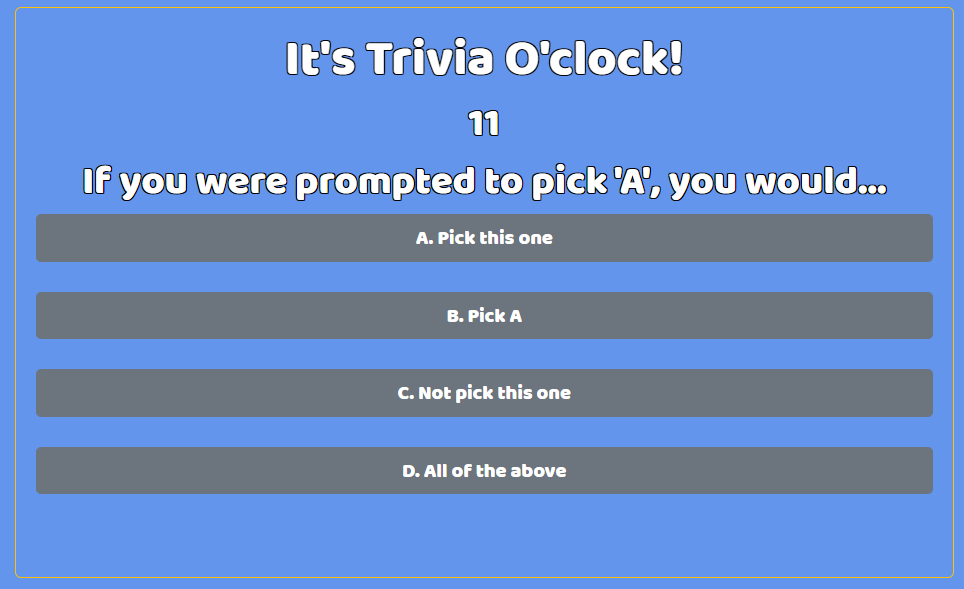 It's Trivia O'clock!
11
If you were prompted to pick 'A', you would...
A. Pick this one
B. Pick A
C. Not pick this one
D. All of the above